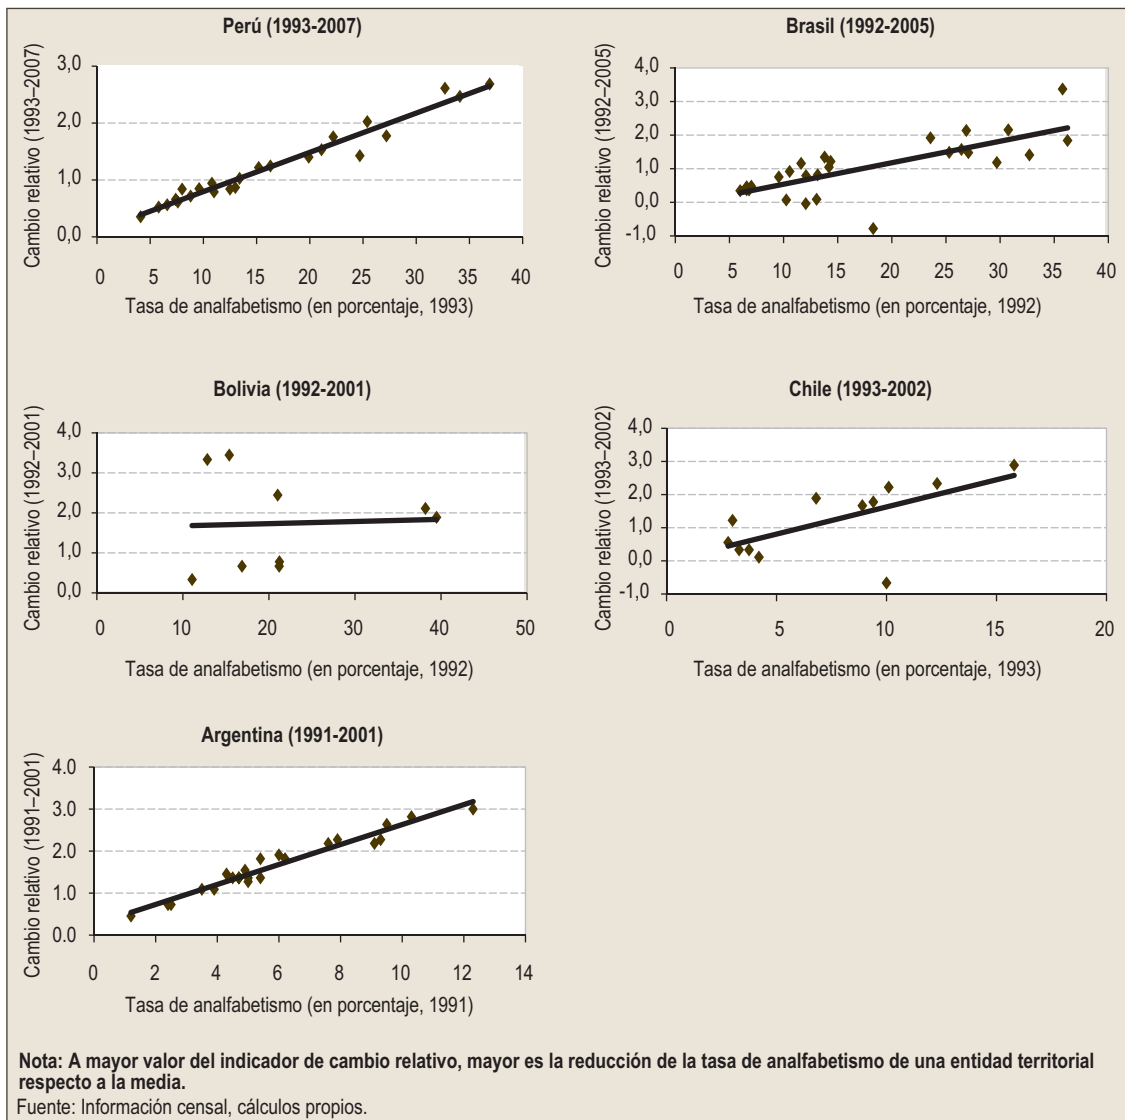 Perú (1993-2007)
Cambio relativo (1993–2007)
3,0
2,0
1,0
0,0
0 5 10 15 20 25 30 35 40
Tasa de analfabetismo (en porcentaje, 1993)
Brasil (1992-2005)
Cambio relativo (1992–2005)
4,0
3,0
2,0
1,0
0,0
-1,0
0 5 10 15 20 25 30 35 40
Tasa de analfabetismo (en porcentaje, 1992)
Bolivia (1992-2001)
Cambio relativo (1992–2001)
4,0
3,0
2,0
1,0
0,0
0 10 20 30 40 50
Tasa de analfabetismo (en porcentaje, 1992)
Chile (1993-2002)
Cambio relativo (1993–2002)
4,0
3,0
2,0
1,0
0,0
-1,0
0 5 10 15 20
Tasa de analfabetismo (en porcentaje, 1993)
Argentina (1991-2001)
Cambio relativo (1991–2001)
4.0
3.0
2.0
1.0
0.0
0 2 4 6 8 10 12 14
Tasa de analfabetismo (en porcentaje, 1991)
Nota: A mayor valor del indicador de cambio relativo, mayor es la reducción de la tasa de analfabetismo de una entidad territorial
respecto a la media.
Fuente: Información censal, cálculos propios.